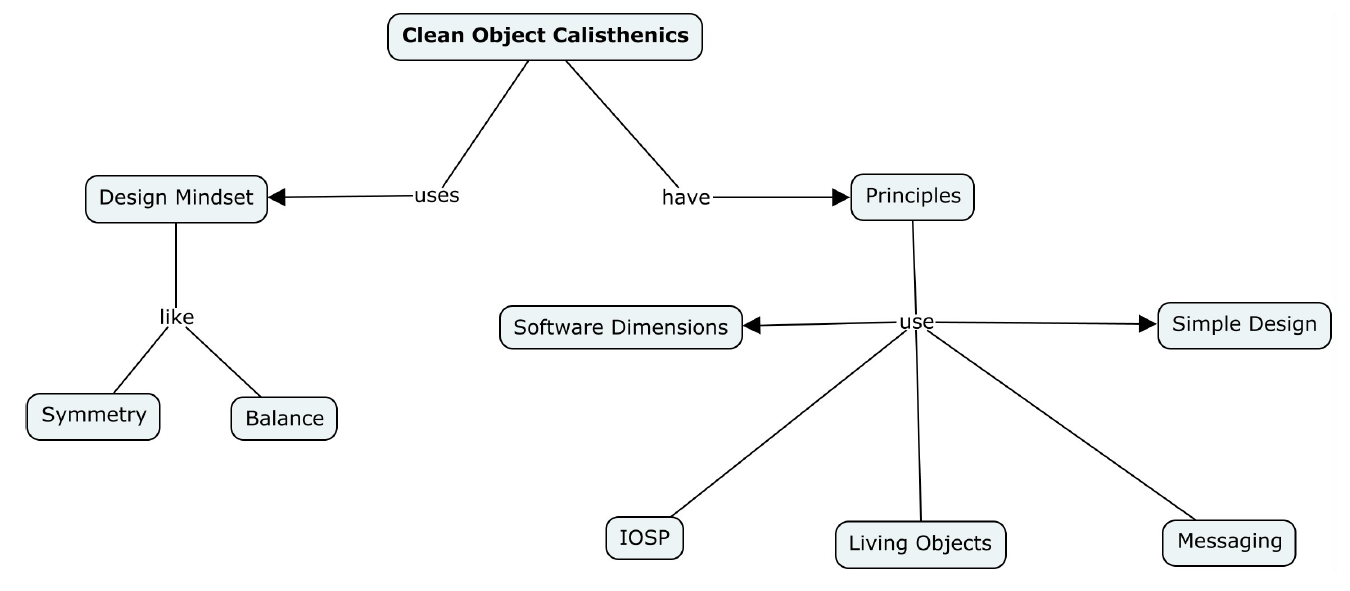 Clean Object Calisthenics
Design Mindset
uses
have
Principles
like
Software Dimensions
use
Simple Design
Symmetry
Balance
IOSP
Living Objects
Messaging